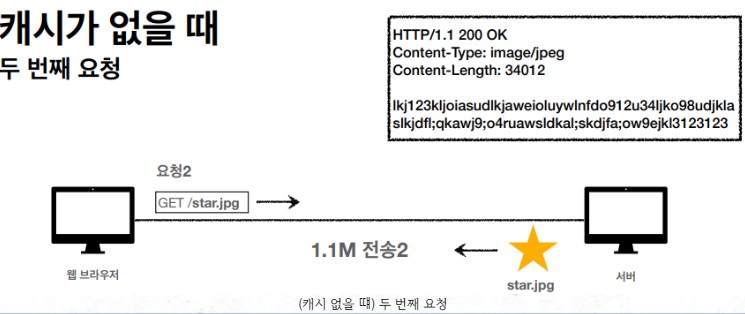 캐시가 없을 때
두 번째 요청
HTTP/1.1 200 OK
Content-Type: image/jpeg
Content-Length: 34012
lkj123kljoiasudlkjaweioluywlnfdo912u34ljko98udjkla
slkjdfl;qkawj9;o4ruawsldkal;skdjfa;ow9ejkl3123123
요청2
GET /star.jpg
1.1M 전송2
웹 브라우저
star.jpg
서버
(캐시 없을 떄) 두 번째 요청